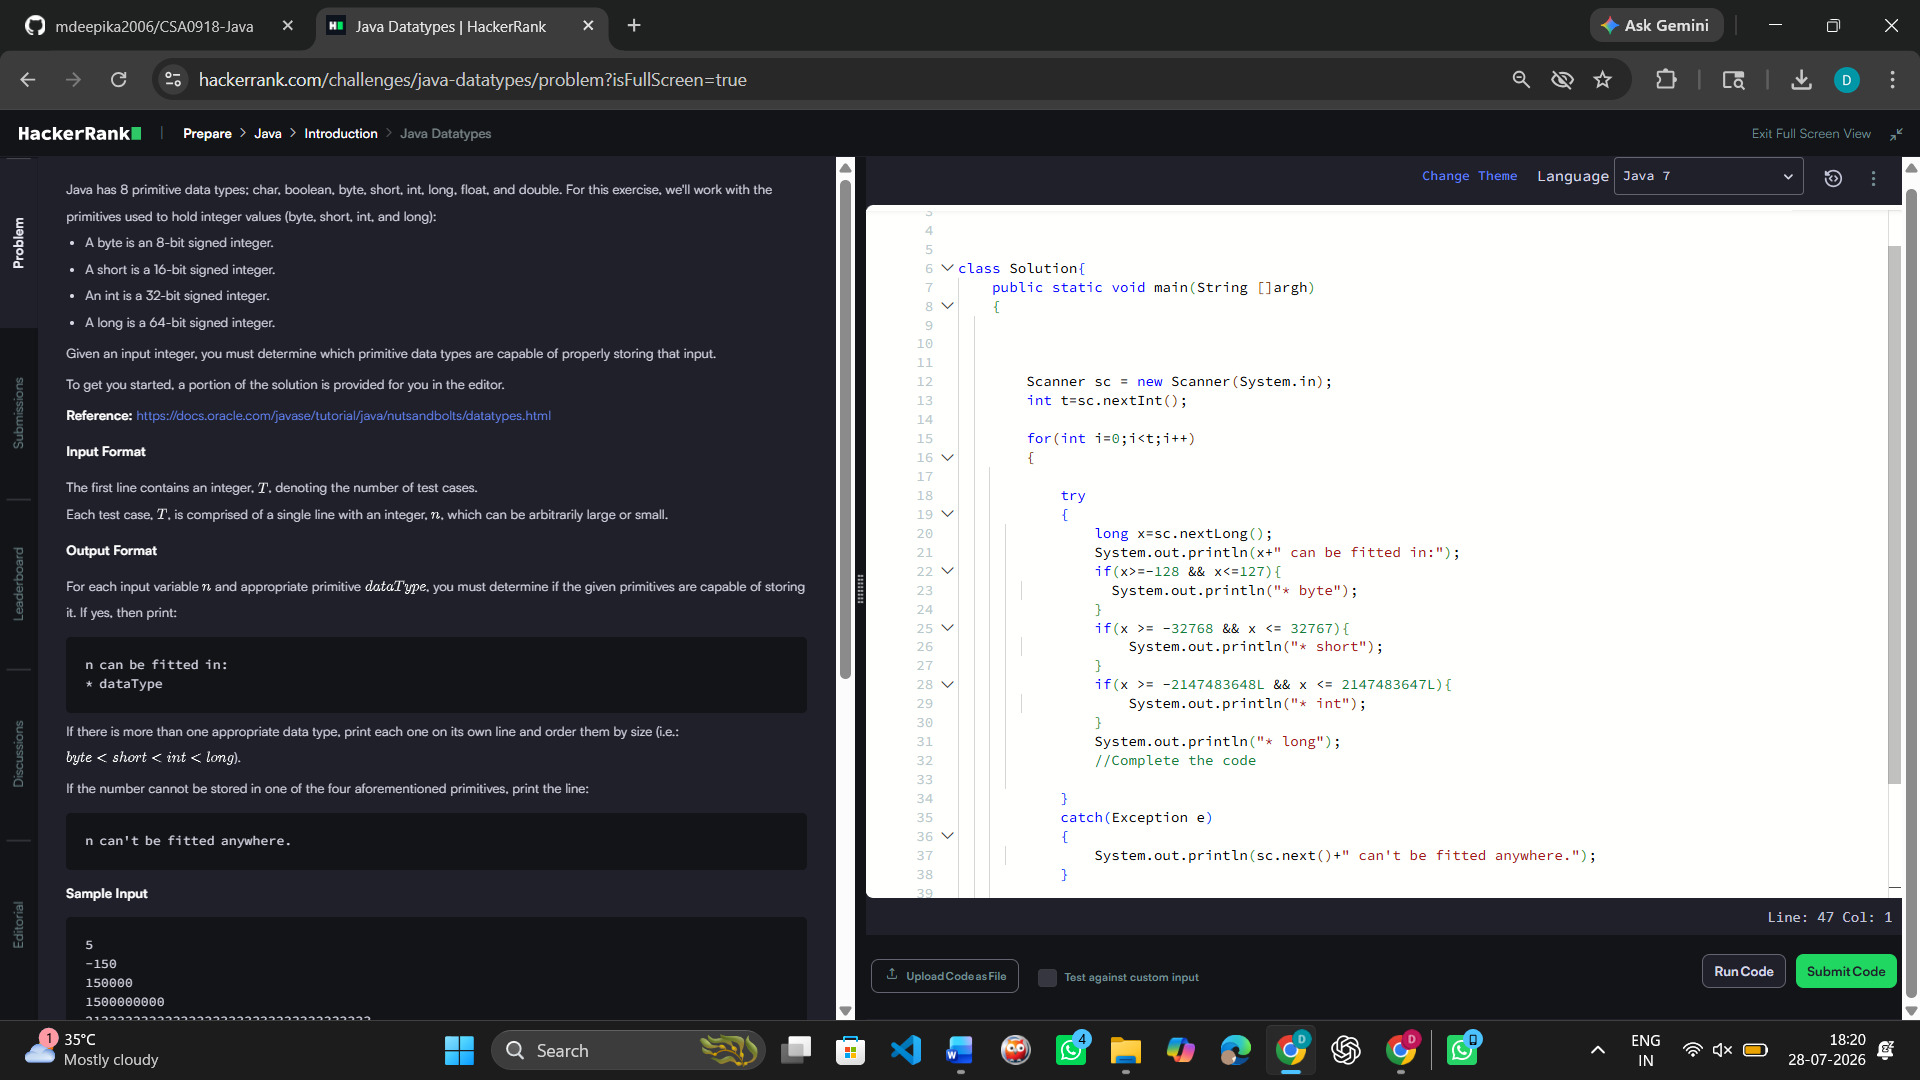 mdeepika2006/CSA0918-Java
Java Datatypes | HackerRank
Ask Gemini
hackerrank.com/challenges/java-datatypes/problem?isFullScreen=true
D
HackerRank
Prepare > Java > Introduction > Java Datatypes
Exit Full Screen View
Problem
Submissions
Leaderboard
Discussions
Editorial
Java has 8 primitive data types; char, boolean, byte, short, int, long, float, and double. For this exercise, we'll work with the
primitives used to hold integer values (byte, short, int, and long):
• A byte is an 8-bit signed integer.
• A short is a 16-bit signed integer.
• An int is a 32-bit signed integer.
• A long is a 64-bit signed integer.
Given an input integer, you must determine which primitive data types are capable of properly storing that input.
To get you started, a portion of the solution is provided for you in the editor.
Reference: https://docs.oracle.com/javase/tutorial/java/nutsandbolts/datatypes.html
Input Format
The first line contains an integer, T, denoting the number of test cases.
Each test case, T, is comprised of a single line with an integer, n, which can be arbitrarily large or small.
Output Format
For each input variable n and appropriate primitive dataType, you must determine if the given primitives are capable of storing
it. If yes, then print:
n can be fitted in:
* dataType
If there is more than one appropriate data type, print each one on its own line and order them by size (i.e.:
byte < short < int < long).
If the number cannot be stored in one of the four aforementioned primitives, print the line:
n can't be fitted anywhere.
Sample Input
5
-150
150000
1500000000
Change Theme Language Java 7
3
4
5
6 class Solution{
7 public static void main(String []argh)
8 {
9
10
11
12 Scanner sc = new Scanner(System.in);
13 int t=sc.nextInt();
14
15 for(int i=0;i<t;i++)
16 {
17
18 try
19 {
20 long x=sc.nextLong();
21 System.out.println(x+" can be fitted in:");
22 if(x>=-128 && x<=127){
23 System.out.println("* byte");
24 }
25 if(x >= -32768 && x <= 32767){
26 System.out.println("* short");
27 }
28 if(x >= -2147483648L && x <= 2147483647L){
29 System.out.println("* int");
30 }
31 System.out.println("* long");
32 //Complete the code
33
34 }
35 catch(Exception e)
36 {
37 System.out.println(sc.next()+" can't be fitted anywhere.");
38 }
39
Line: 47 Col: 1
Upload Code as File
Test against custom input
Run Code
Submit Code
1
35°C
Mostly cloudy
Search
4
D
D
ENG
IN
18:20
28-07-2026